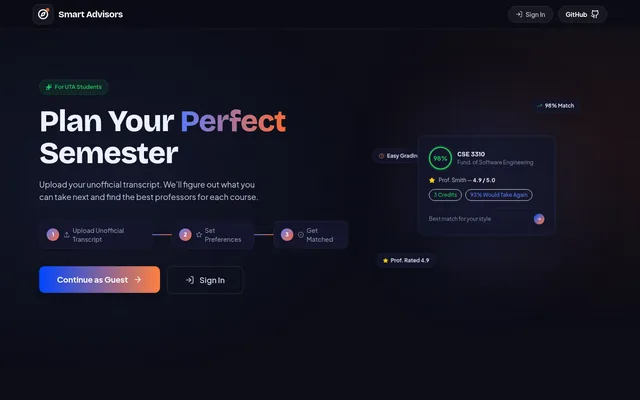 Smart Advisors
Sign In
GitHub
For UTA Students
Plan Your Perfect
Semester
Upload your unofficial transcript. We'll figure out what you
can take next and find the best professors for each course.
1
Upload Unofficial
Transcript
2
Set
Preferences
3
Get
Matched
Continue as Guest
Sign In
98% Match
Easy Gradin
98%
CSE 3310
Fund. of Software Engineering
Prof. Smith — 4.9 / 5.0
3 Credits
93% Would Take Again
Best match for your style
Prof. Rated 4.9